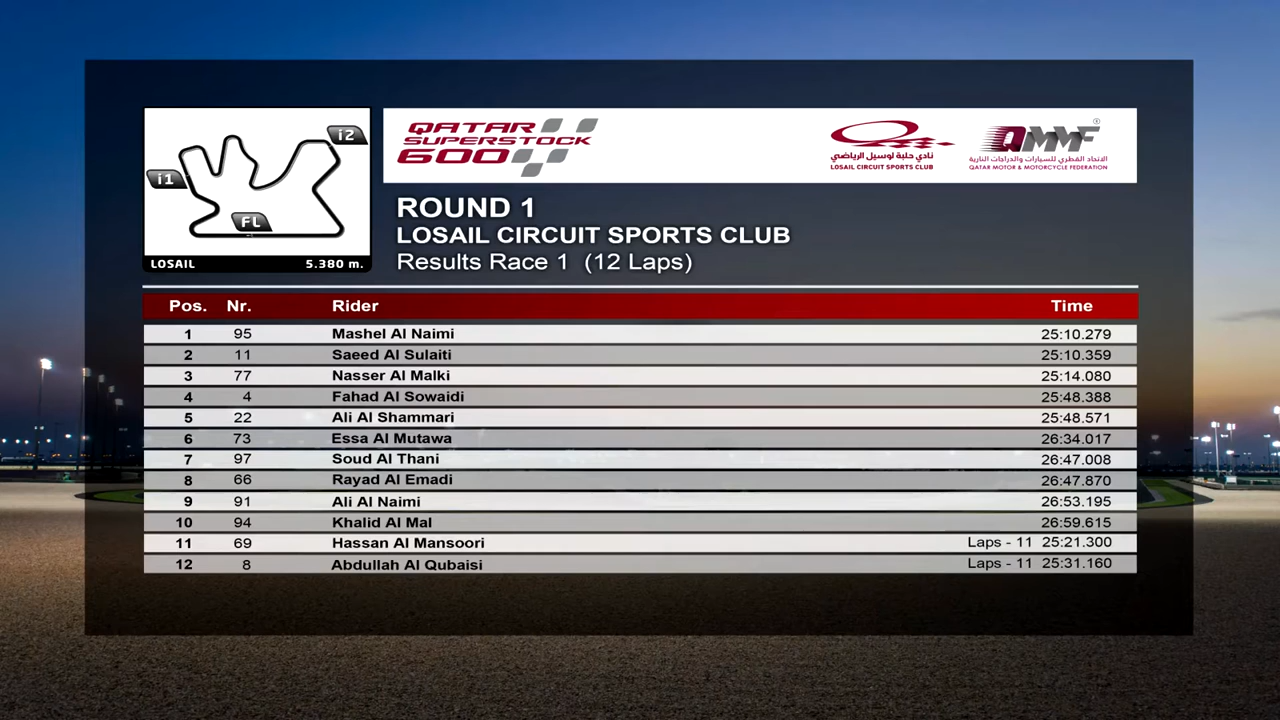 i2
i1
FL
LOSAIL 5.380 m.
QATAR
SUPERSTOCK
600
نادي حلبة لوسيل الرياضي
LOSAIL CIRCUIT SPORTS CLUB
QMMF®
الاتحاد القطري للسيارات والدراجات النارية
QATAR MOTOR & MOTORCYCLE FEDERATION
ROUND 1
LOSAIL CIRCUIT SPORTS CLUB
Results Race 1 (12 Laps)
Pos. Nr. Rider Time
1 95 Mashel Al Naimi 25:10.279
2 11 Saeed Al Sulaiti 25:10.359
3 77 Nasser Al Malki 25:14.080
4 4 Fahad Al Sowaidi 25:48.388
5 22 Ali Al Shammari 25:48.571
6 73 Essa Al Mutawa 26:34.017
7 97 Soud Al Thani 26:47.008
8 66 Rayad Al Emadi 26:47.870
9 91 Ali Al Naimi 26:53.195
10 94 Khalid Al Mal 26:59.615
11 69 Hassan Al Mansoori Laps - 11 25:21.300
12 8 Abdullah Al Qubaisi Laps - 11 25:31.160